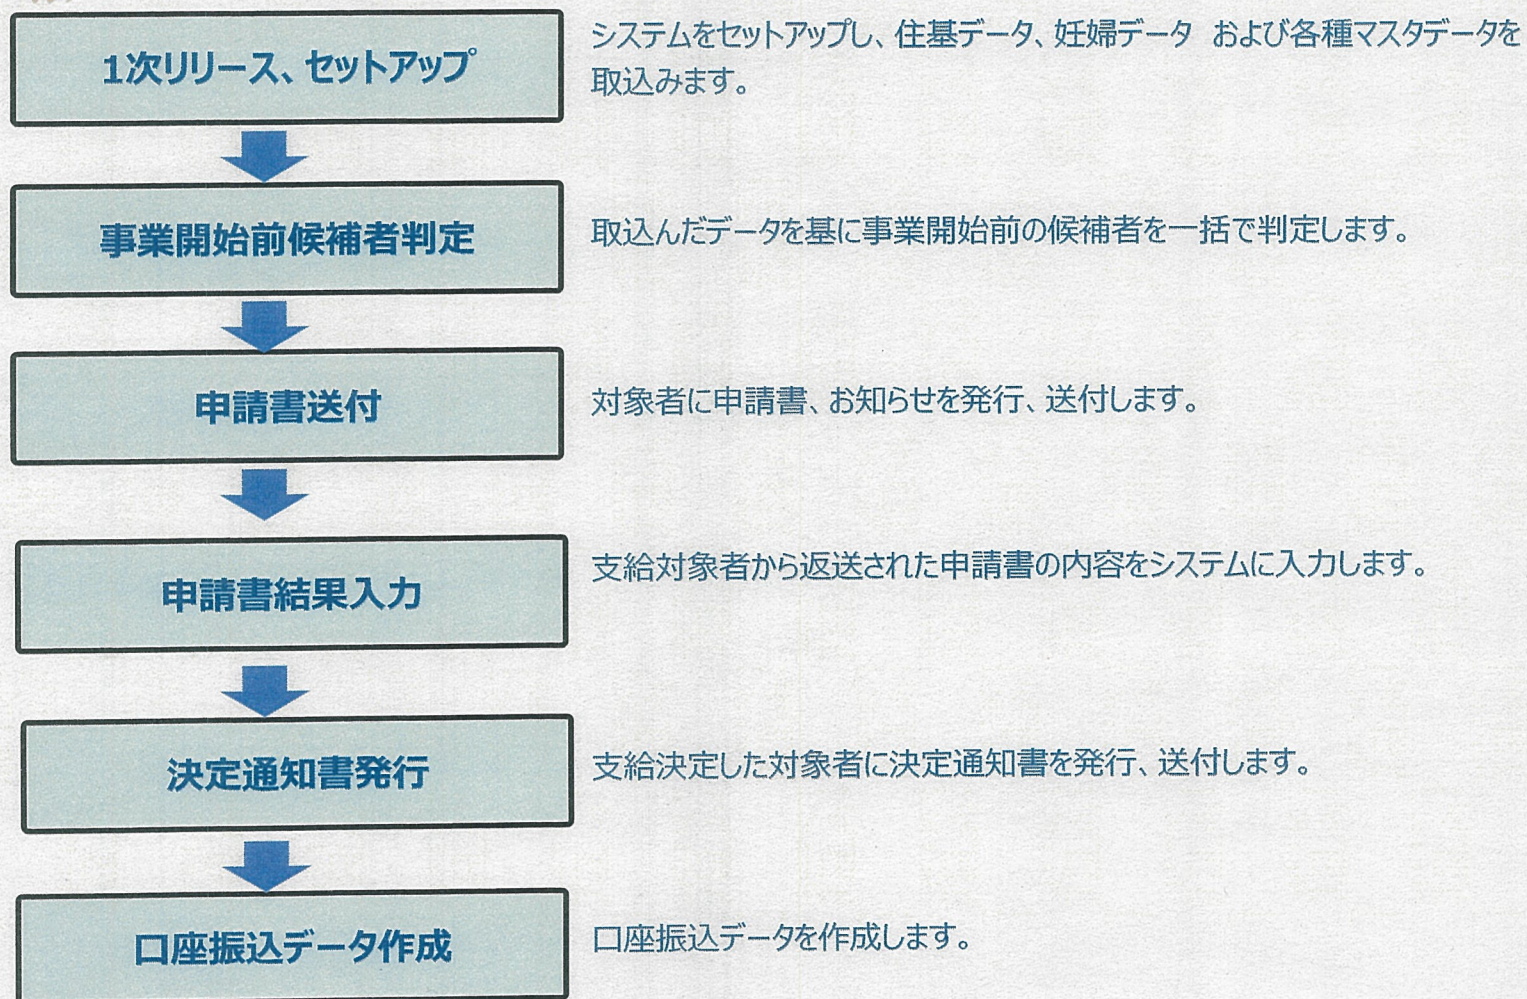 1次リリース、セットアップ
システムをセットアップし、住基データ、妊婦データ および各種マスタデータを
取込みます。
事業開始前候補者判定
取込んだデータを基に事業開始前の候補者を一括で判定します。
申請書送付
対象者に申請書、お知らせを発行、送付します。
申請書結果入力
支給対象者から返送された申請書の内容をシステムに入力します。
決定通知書発行
支給決定した対象者に決定通知書を発行、送付します。
口座振込データ作成
口座振込データを作成します。